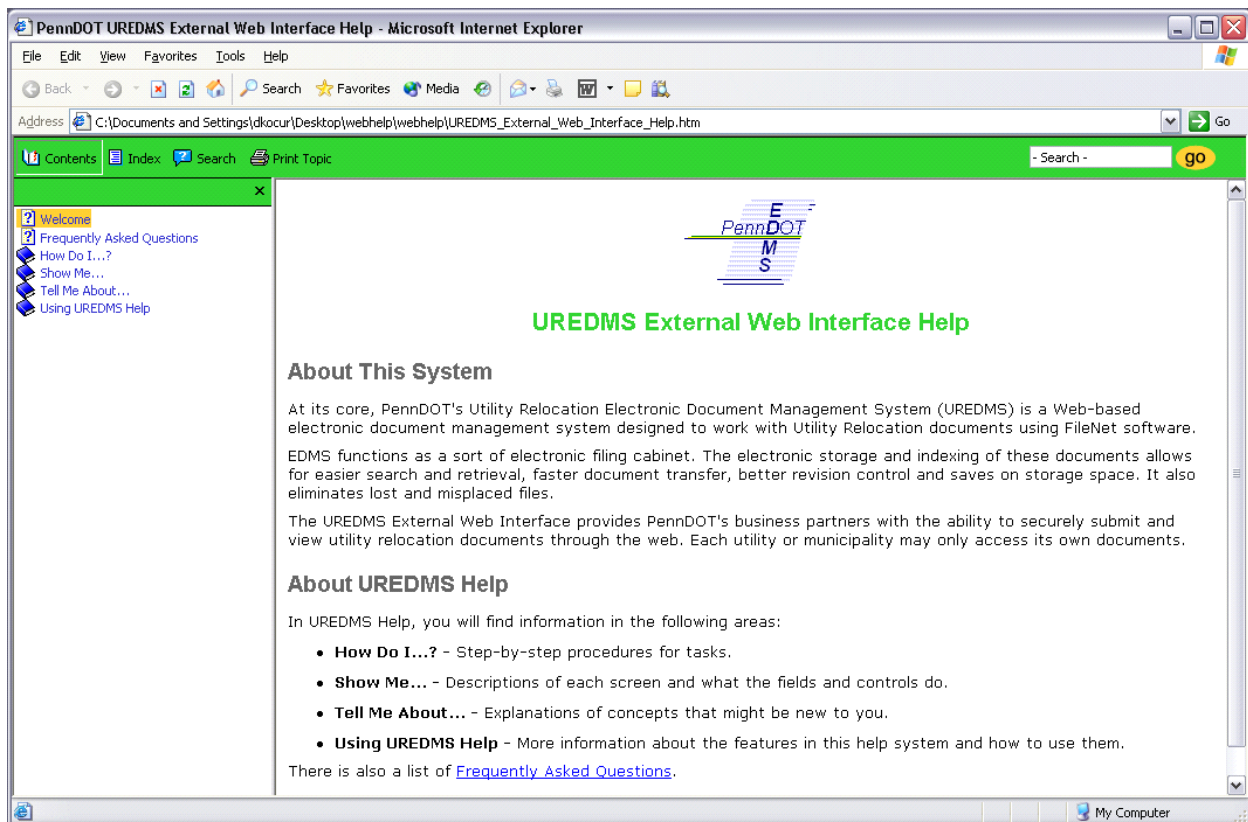 PennDOT UREDMS External Web Interface Help - Microsoft Internet Explorer
File Edit View Favorites Tools Help
Back Search Favorites Media
Address C:\Documents and Settings\dkocur\Desktop\webhelp\webhelp\UREDMS_External_Web_Interface_Help.htm Go
Contents Index Search Print Topic - Search - go
Welcome
Frequently Asked Questions
How Do I...?
Show Me...
Tell Me About...
Using UREDMS Help
E
PennDOT
M
S
UREDMS External Web Interface Help
About This System
At its core, PennDOT's Utility Relocation Electronic Document Management System (UREDMS) is a Web-based
electronic document management system designed to work with Utility Relocation documents using FileNet software.
EDMS functions as a sort of electronic filing cabinet. The electronic storage and indexing of these documents allows
for easier search and retrieval, faster document transfer, better revision control and saves on storage space. It also
eliminates lost and misplaced files.
The UREDMS External Web Interface provides PennDOT's business partners with the ability to securely submit and
view utility relocation documents through the web. Each utility or municipality may only access its own documents.
About UREDMS Help
In UREDMS Help, you will find information in the following areas:
• How Do I...? – Step-by-step procedures for tasks.
• Show Me... – Descriptions of each screen and what the fields and controls do.
• Tell Me About... – Explanations of concepts that might be new to you.
• Using UREDMS Help – More information about the features in this help system and how to use them.
There is also a list of Frequently Asked Questions.
My Computer